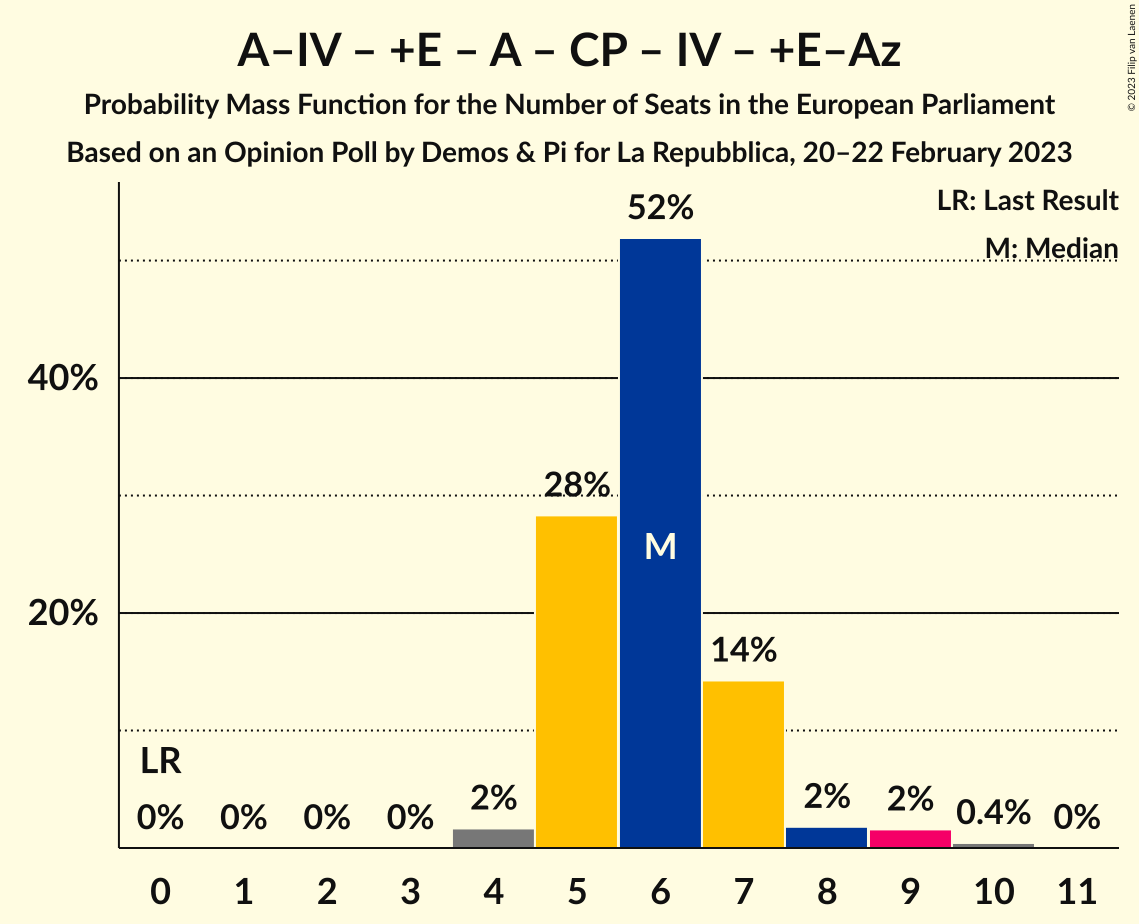 A–IV – +E – A – CP – IV – +E–Az
Probability Mass Function for the Number of Seats in the European Parliament
Based on an Opinion Poll by Demos & Pi for La Repubblica, 20–22 February 2023
© 2023 Filip van Laenen
LR: Last Result
M: Median
52%
40%
28%
M
20%
14%
LR
0% 0% 0% 0% 2% 2% 2% 0.4% 0%
0 1 2 3 4 5 6 7 8 9 10 11